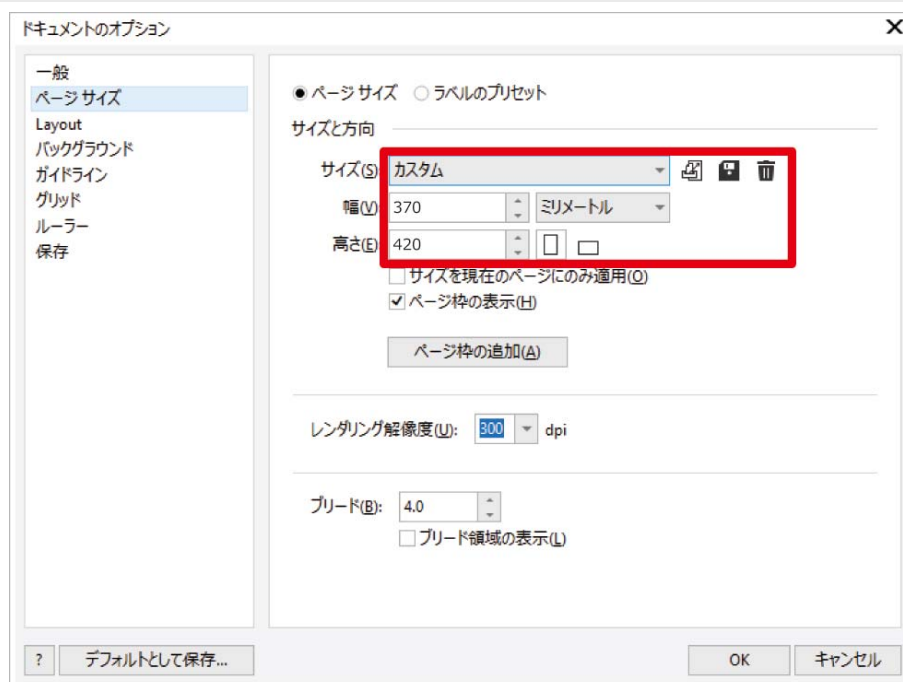 ドキュメントのオプション
一般
ページ サイズ
Layout
バックグラウンド
ガイドライン
グリッド
ルーラー
保存
ページ サイズ ラベルのプリセット
サイズと方向
サイズ(S) カスタム
幅(V) 370 ミリメートル
高さ(E) 420
サイズを現在のページにのみ適用(O)
ページ枠の表示(H)
ページ枠の追加(A)
レンダリング解像度(U): 300 dpi
ブリード(B): 4.0
ブリード領域の表示(L)
? デフォルトとして保存... OK キャンセル